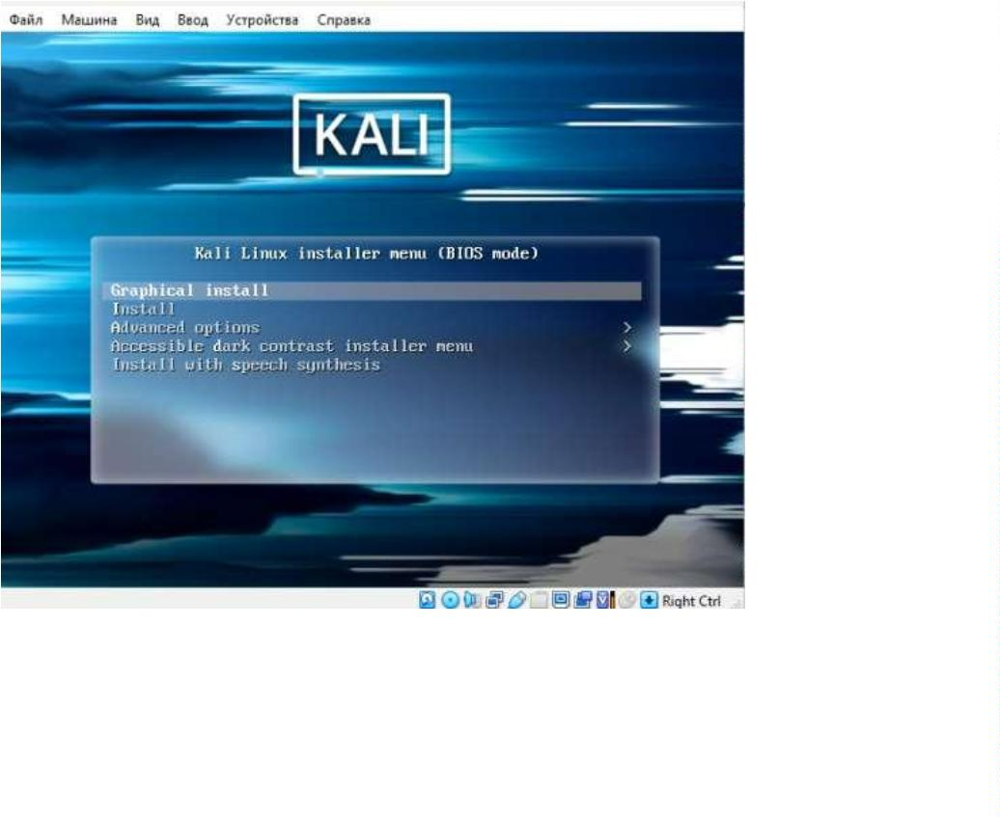 Файл Машина Вид Ввод Устройства Справка
KALI
Kali Linux installer menu (BIOS mode)
Graphical install
Install
Advanced options >
Accessible dark contrast installer menu >
Install with speech synthesis
Right Ctrl